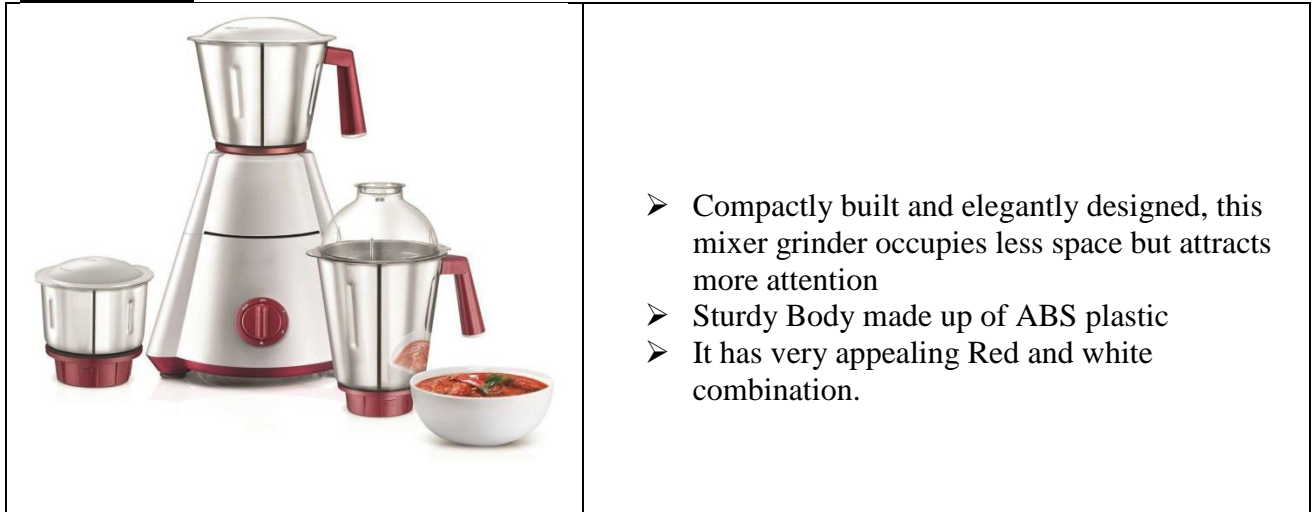 ➢ Compactly built and elegantly designed, this
mixer grinder occupies less space but attracts
more attention
➢ Sturdy Body made up of ABS plastic
➢ It has very appealing Red and white
combination.